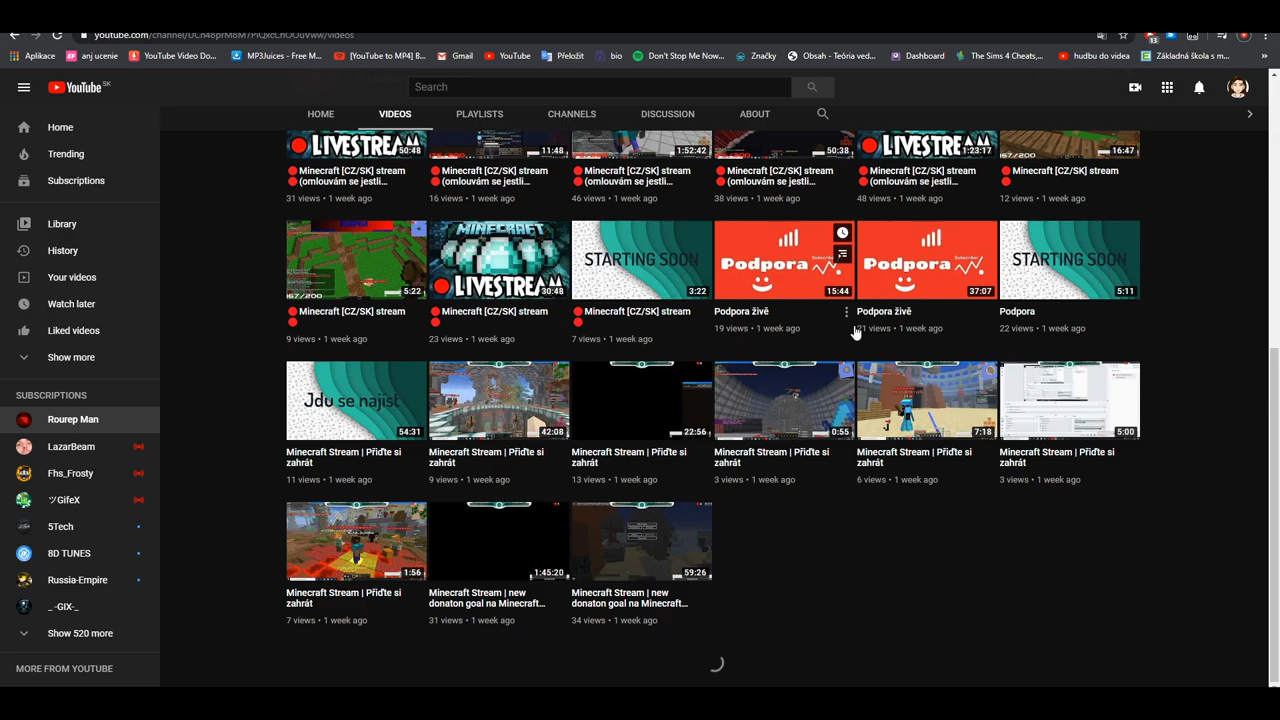 youtube.com/channel/UCn48prM8M7PiQxcChOOuVww/videos
13
Aplikace
anj ucenie
YouTube Video Do...
MP3Juices - Free M...
[YouTube to MP4] B...
Gmail
YouTube
Přeložit
bio
Don't Stop Me Now...
Značky
Obsah - Teória ved...
Dashboard
The Sims 4 Cheats,...
hudbu do videa
Základná škola s m...
»
YouTube SK
Search
HOME
VIDEOS
PLAYLISTS
CHANNELS
DISCUSSION
ABOUT
Home
Trending
Subscriptions
Library
History
Your videos
Watch later
Liked videos
Show more
SUBSCRIPTIONS
Rourep Man
LazarBeam
Fhs_Frosty
ツGifeX
5Tech
8D TUNES
Russia-Empire
_ -GIX-_
Show 520 more
MORE FROM YOUTUBE
LIVESTREAM
50:48
11:48
1:52:42
50:38
LIVESTREAM
1:23:17
167/200
16:47
Minecraft [CZ/SK] stream
(omlouvám se jestli...
31 views • 1 week ago
Minecraft [CZ/SK] stream
(omlouvám se jestli...
16 views • 1 week ago
Minecraft [CZ/SK] stream
(omlouvám se jestli...
46 views • 1 week ago
Minecraft [CZ/SK] stream
(omlouvám se jestli...
38 views • 1 week ago
Minecraft [CZ/SK] stream
(omlouvám se jestli...
48 views • 1 week ago
Minecraft [CZ/SK] stream
12 views • 1 week ago
167/200
5:22
MINECRAFT
LIVESTREAM
30:48
STARTING SOON
3:22
Podpora
Subscriber
15:44
Podpora
Subscriber
37:07
STARTING SOON
5:11
Minecraft [CZ/SK] stream
9 views • 1 week ago
Minecraft [CZ/SK] stream
23 views • 1 week ago
Minecraft [CZ/SK] stream
7 views • 1 week ago
Podpora živě
19 views • 1 week ago
Podpora živě
21 views • 1 week ago
Podpora
22 views • 1 week ago
Jdu se najíst
4:31
42:08
22:56
0:55
7:18
5:00
Minecraft Stream | Přiďte si
zahrát
11 views • 1 week ago
Minecraft Stream | Přiďte si
zahrát
9 views • 1 week ago
Minecraft Stream | Přiďte si
zahrát
13 views • 1 week ago
Minecraft Stream | Přiďte si
zahrát
3 views • 1 week ago
Minecraft Stream | Přiďte si
zahrát
6 views • 1 week ago
Minecraft Stream | Přiďte si
zahrát
3 views • 1 week ago
1:56
1:45:20
59:26
Minecraft Stream | Přiďte si
zahrát
7 views • 1 week ago
Minecraft Stream | new
donaton goal na Minecraft...
31 views • 1 week ago
Minecraft Stream | new
donaton goal na Minecraft...
34 views • 1 week ago